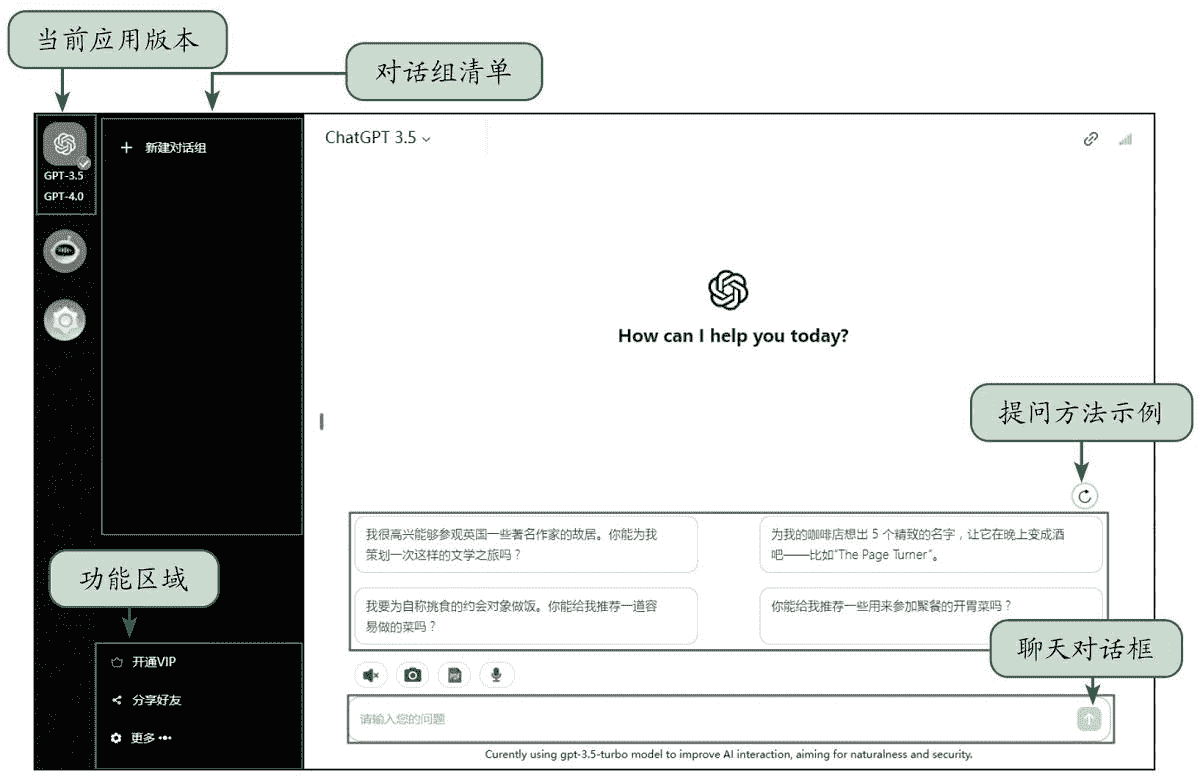 当前应用版本
对话组清单
GPT-3.5
GPT-4.0
新建对话组
ChatGPT 3.5
How can I help you today?
提问方法示例
我很高兴能够参观英国一些著名作家的故居。你能为我
策划一次这样的文学之旅吗？
为我的咖啡店想出 5 个精致的名字，让它在晚上变成酒
吧——比如“The Page Turner”。
我要为自称挑食的约会对象做饭。你能给我推荐一道容
易做的菜吗？
你能给我推荐一些用来参加聚餐的开胃菜吗？
功能区域
聊天对话框
开通VIP
分享好友
更多
PDF
请输入您的问题
Curently using gpt-3.5-turbo model to improve AI interaction, aiming for naturalness and security.